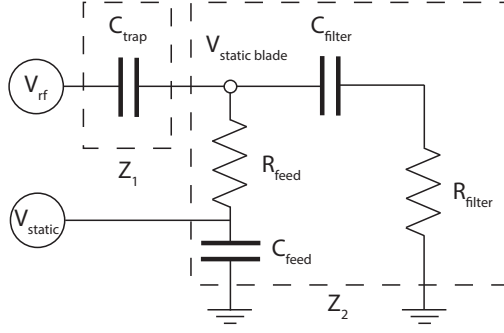 C_trap
V_static blade
C_filter
V_rf
Z_1
R_feed
R_filter
V_static
C_feed
Z_2